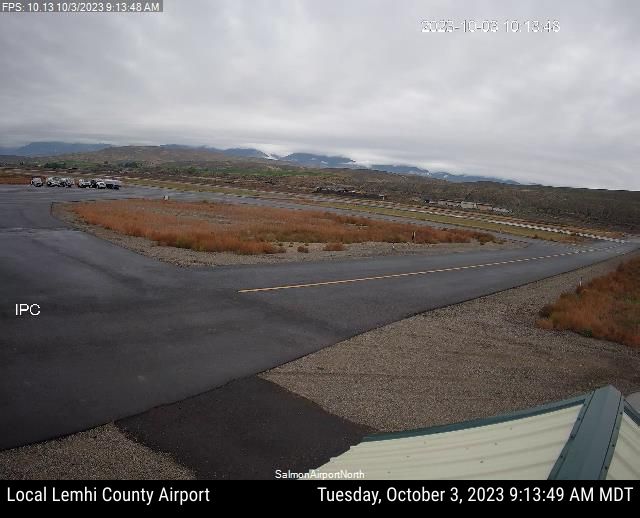 FPS: 10.13 10/3/2023 9:13:48 AM
2023-10-03 10:13:48
IPC
SalmonAirportNorth
Local Lemhi County Airport
Tuesday, October 3, 2023 9:13:49 AM MDT